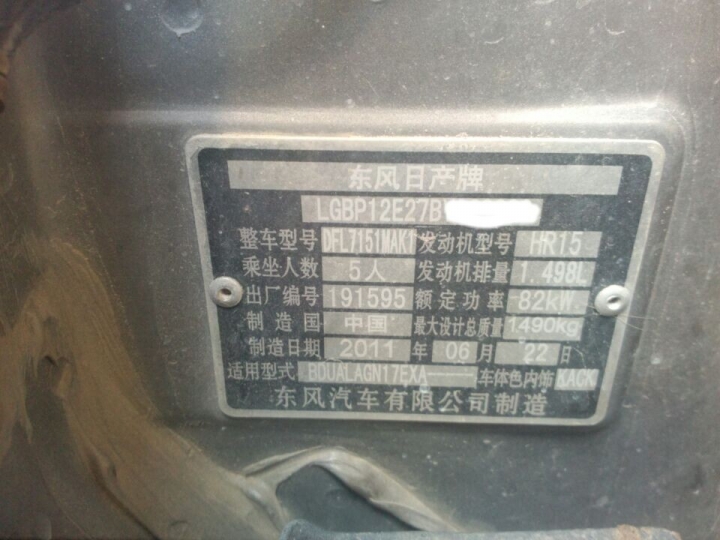 东风日产牌
LGBP12E27B
整车型号 DFL7151MAK1 发动机型号 HR15
乘坐人数 5人 发动机排量 1.498L
出厂编号 191595 额定功率 82kW
制造国 中国 最大设计总质量 1490kg
制造日期 2011 年 06 月 22 日
适用型式 BDUALAGN17EXA—— 车体色内饰 KACK
东风汽车有限公司制造